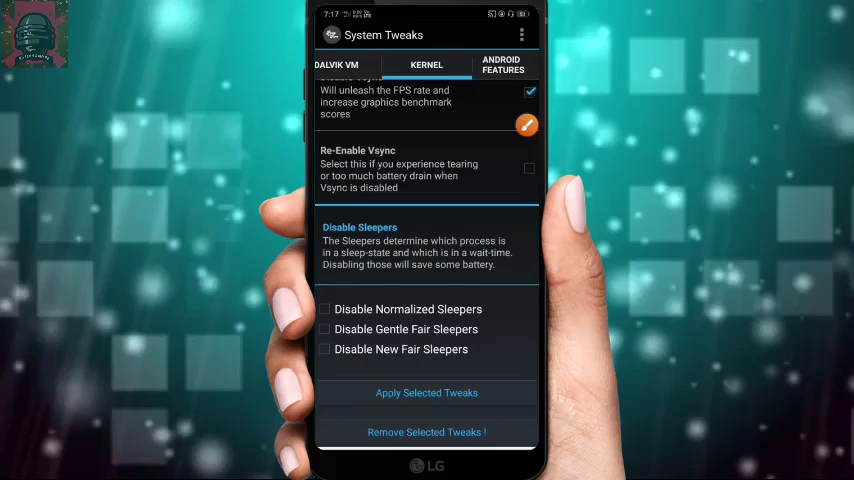 7:17
System Tweaks
DALVIK VM
KERNEL
ANDROID
FEATURES
Disable Vsync
Will unleash the FPS rate and
increase graphics benchmark
scores
Re-Enable Vsync
Select this if you experience tearing
or too much battery drain when
Vsync is disabled
Disable Sleepers
The Sleepers determine which process is
in a sleep-state and which is in a wait-time.
Disabling those will save some battery.
Disable Normalized Sleepers
Disable Gentle Fair Sleepers
Disable New Fair Sleepers
Apply Selected Tweaks
Remove Selected Tweaks !
LG